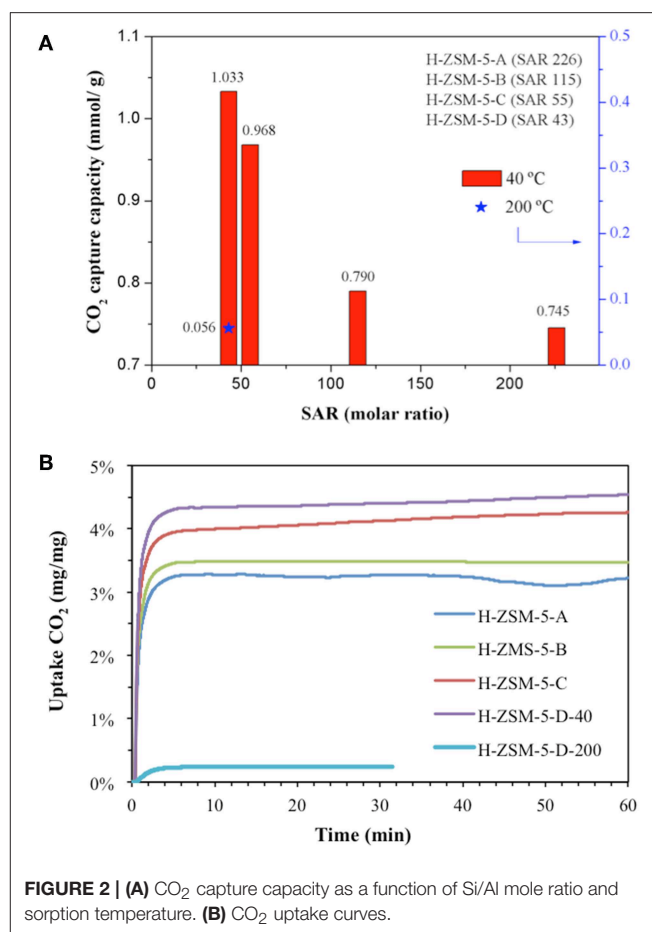 A
1.1
1.0
0.9
0.8
0.7
CO2 capture capacity (mmol/ g)
1.033
0.968
0.790
0.745
0.056
H-ZSM-5-A (SAR 226)
H-ZSM-5-B (SAR 115)
H-ZSM-5-C (SAR 55)
H-ZSM-5-D (SAR 43)
40 ºC
200 ºC
0.5
0.4
0.3
0.2
0.1
0.0
0
50
100
150
200
SAR (molar ratio)
B
5%
4%
3%
2%
1%
0%
Uptake CO2 (mg/mg)
H-ZSM-5-A
H-ZMS-5-B
H-ZSM-5-C
H-ZSM-5-D-40
H-ZSM-5-D-200
0
10
20
30
40
50
60
Time (min)
FIGURE 2 | (A) CO2 capture capacity as a function of Si/Al mole ratio and
sorption temperature. (B) CO2 uptake curves.